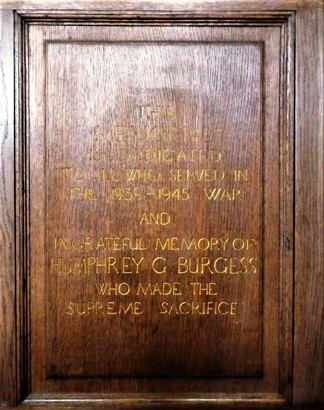 THIS
MEMORIAL
IS DEDICATED
TO ALL WHO SERVED IN
THE 1939-1945 WAR
AND
IN GRATEFUL MEMORY OF
HUMPHREY G BURGESS
WHO MADE THE
SUPREME SACRIFICE